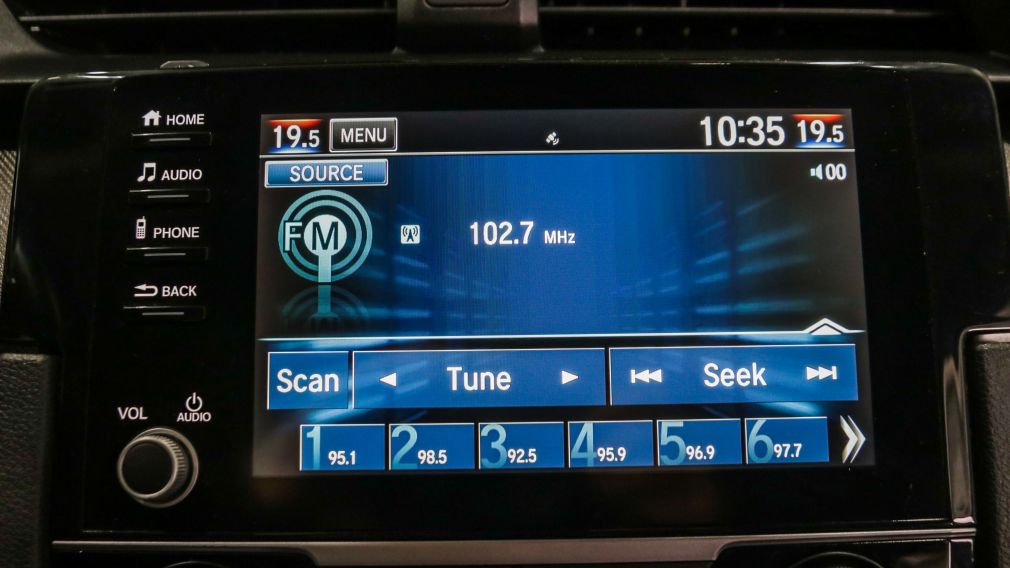 HOME
AUDIO
PHONE
BACK
VOL
AUDIO
19.5 MENU 10:35 19.5
SOURCE 00
FM 102.7 MHz
Scan Tune Seek
1 95.1 2 98.5 3 92.5 4 95.9 5 96.9 6 97.7